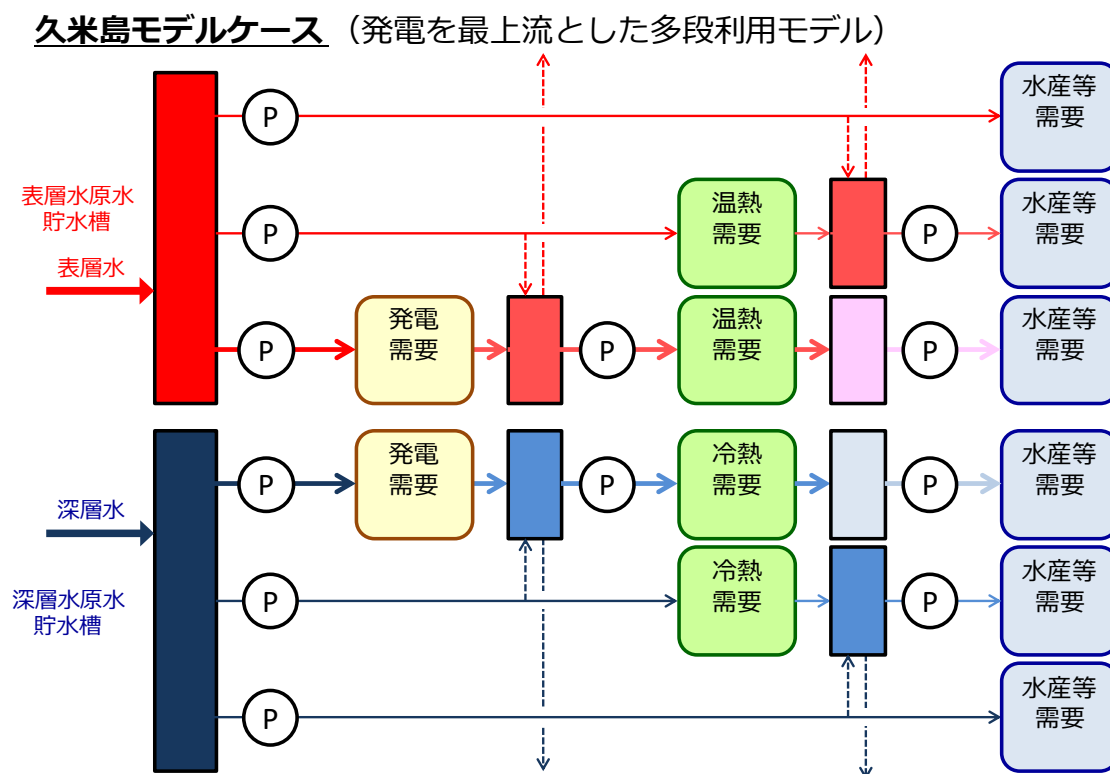 久米島モデルケース（発電を最上流とした多段利用モデル）
水産等
需要
P
表層水原水
貯水槽
温熱
需要
水産等
需要
P
P
表層水
発電
需要
温熱
需要
水産等
需要
P
P
P
発電
需要
冷熱
需要
水産等
需要
P
P
P
深層水
冷熱
需要
水産等
需要
深層水原水
貯水槽
P
P
水産等
需要
P